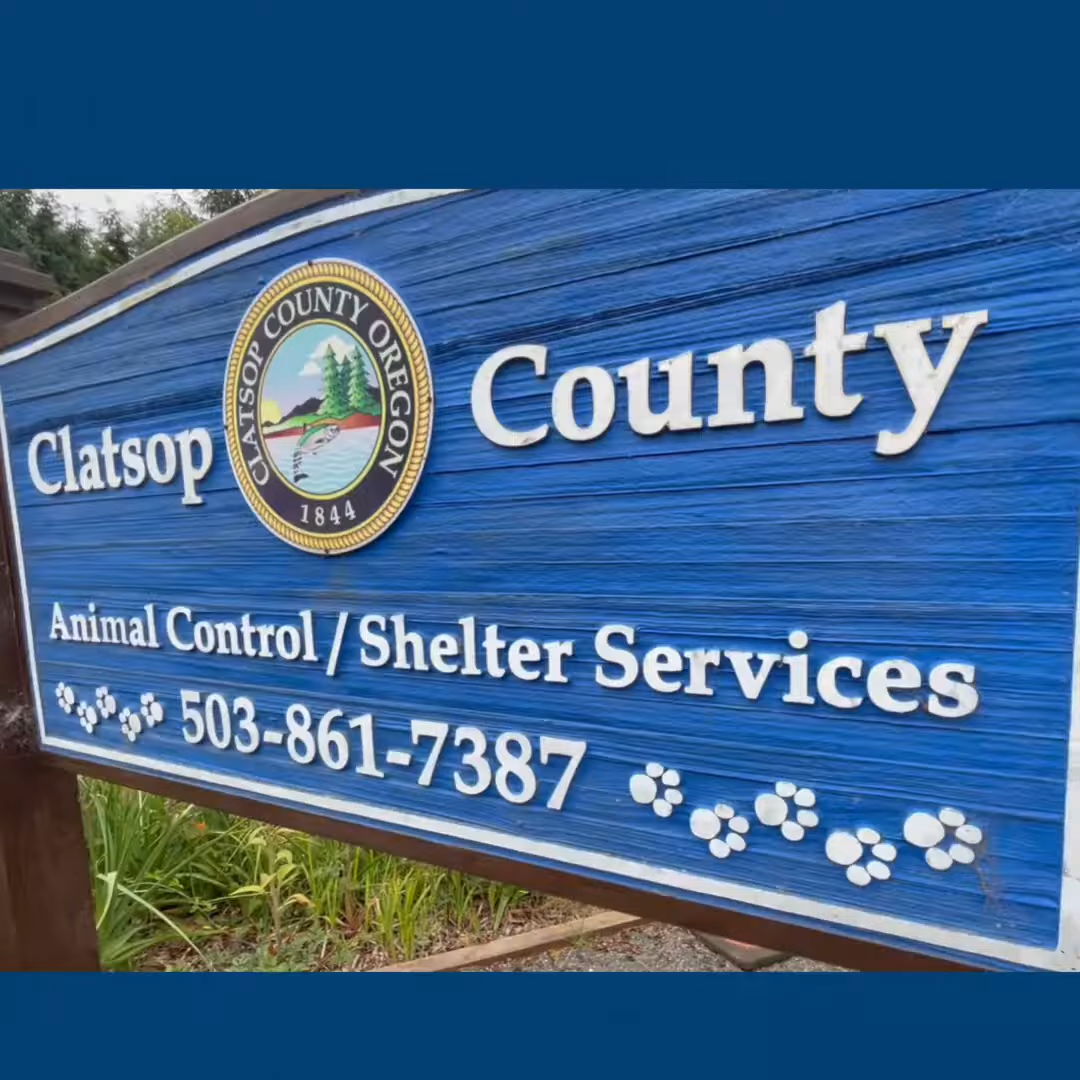 Clatsop County
CLATSOP COUNTY OREGON
1844
Animal Control / Shelter Services
503-861-7387